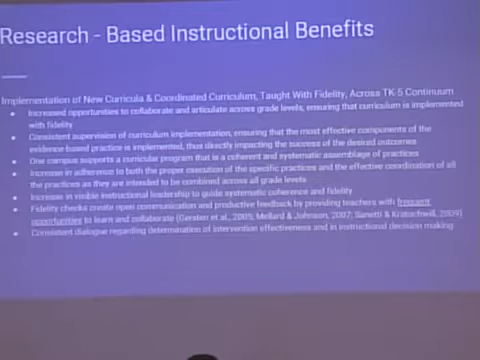 Research - Based Instructional Benefits
Implementation of New Curricula & Coordinated Curriculum, Taught With Fidelity, Across TK-5 Continuum
● Increased opportunities to collaborate and articulate across grade levels, ensuring that curriculum is implemented
with fidelity
● Consistent supervision of curriculum implementation, ensuring that the most effective components of the
evidence-based practice is implemented, thus directly impacting the success of the desired outcomes
● One campus supports a curricular program that is a coherent and systematic assemblage of practices
● Increase in adherence to both the proper execution of the specific practices and the effective coordination of all
the practices as they are intended to be combined across all grade levels
● Increase in visible instructional leadership to guide systematic coherence and fidelity
● Fidelity checks create open communication and productive feedback by providing teachers with frequent
opportunities to learn and collaborate (Gersten et al., 2005; Mellard & Johnson, 2007; Sanetti & Kratochwill, 2009)
● Consistent dialogue regarding determination of intervention effectiveness and in instructional decision making